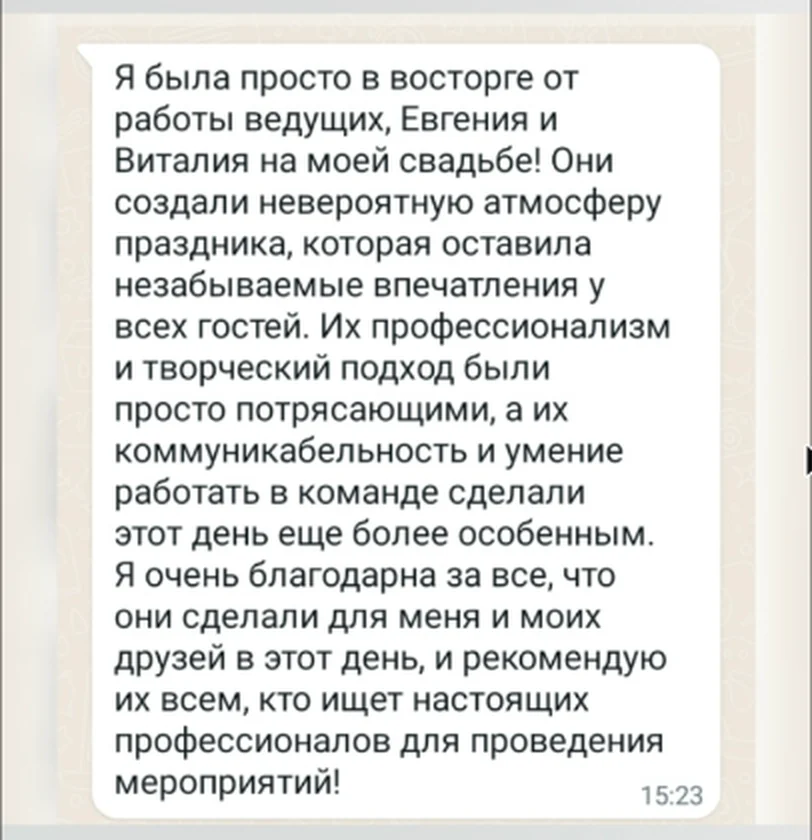 Я была просто в восторге от
работы ведущих, Евгения и
Виталия на моей свадьбе! Они
создали невероятную атмосферу
праздника, которая оставила
незабываемые впечатления у
всех гостей. Их профессионализм
и творческий подход были
просто потрясающими, а их
коммуникабельность и умение
работать в команде сделали
этот день еще более особенным.
Я очень благодарна за все, что
они сделали для меня и моих
друзей в этот день, и рекомендую
их всем, кто ищет настоящих
профессионалов для проведения
мероприятий!
15:23